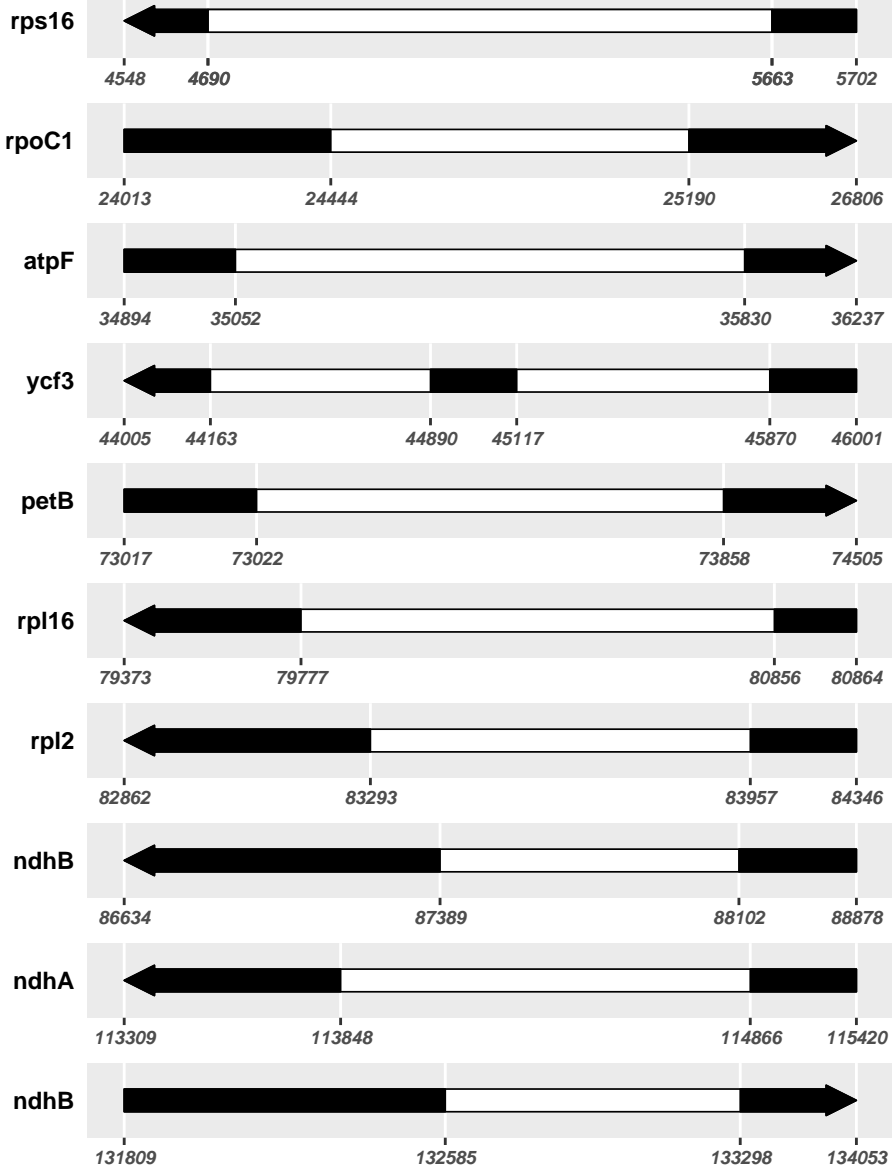 rps16
4548 4690 5663 5702
rpoC1
24013 24444 25190 26806
atpF
34894 35052 35830 36237
ycf3
44005 44163 44890 45117 45870 46001
petB
73017 73022 73858 74505
rpl16
79373 79777 80856 80864
rpl2
82862 83293 83957 84346
ndhB
86634 87389 88102 88878
ndhA
113309 113848 114866 115420
ndhB
131809 132585 133298 134053